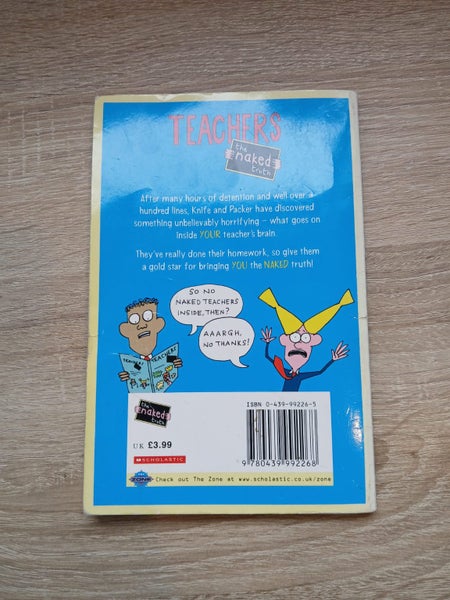 TEACHERS
the
naked
truth
After many hours of detention and well over a
hundred lines, Knife and Packer have discovered
something unbelievably horrifying – what goes on
inside YOUR teacher's brain.
They've really done their homework, so give them
a gold star for bringing YOU the NAKED truth!
SO NO
NAKED TEACHERS
INSIDE, THEN?
AAARGH,
NO THANKS!
TEACHERS
the
naked
truth
UK £3.99
SCHOLASTIC
ISBN 0-439-99226-5
9 780439 992268
THE
ZONE
Check out The Zone at www.scholastic.co.uk/zone